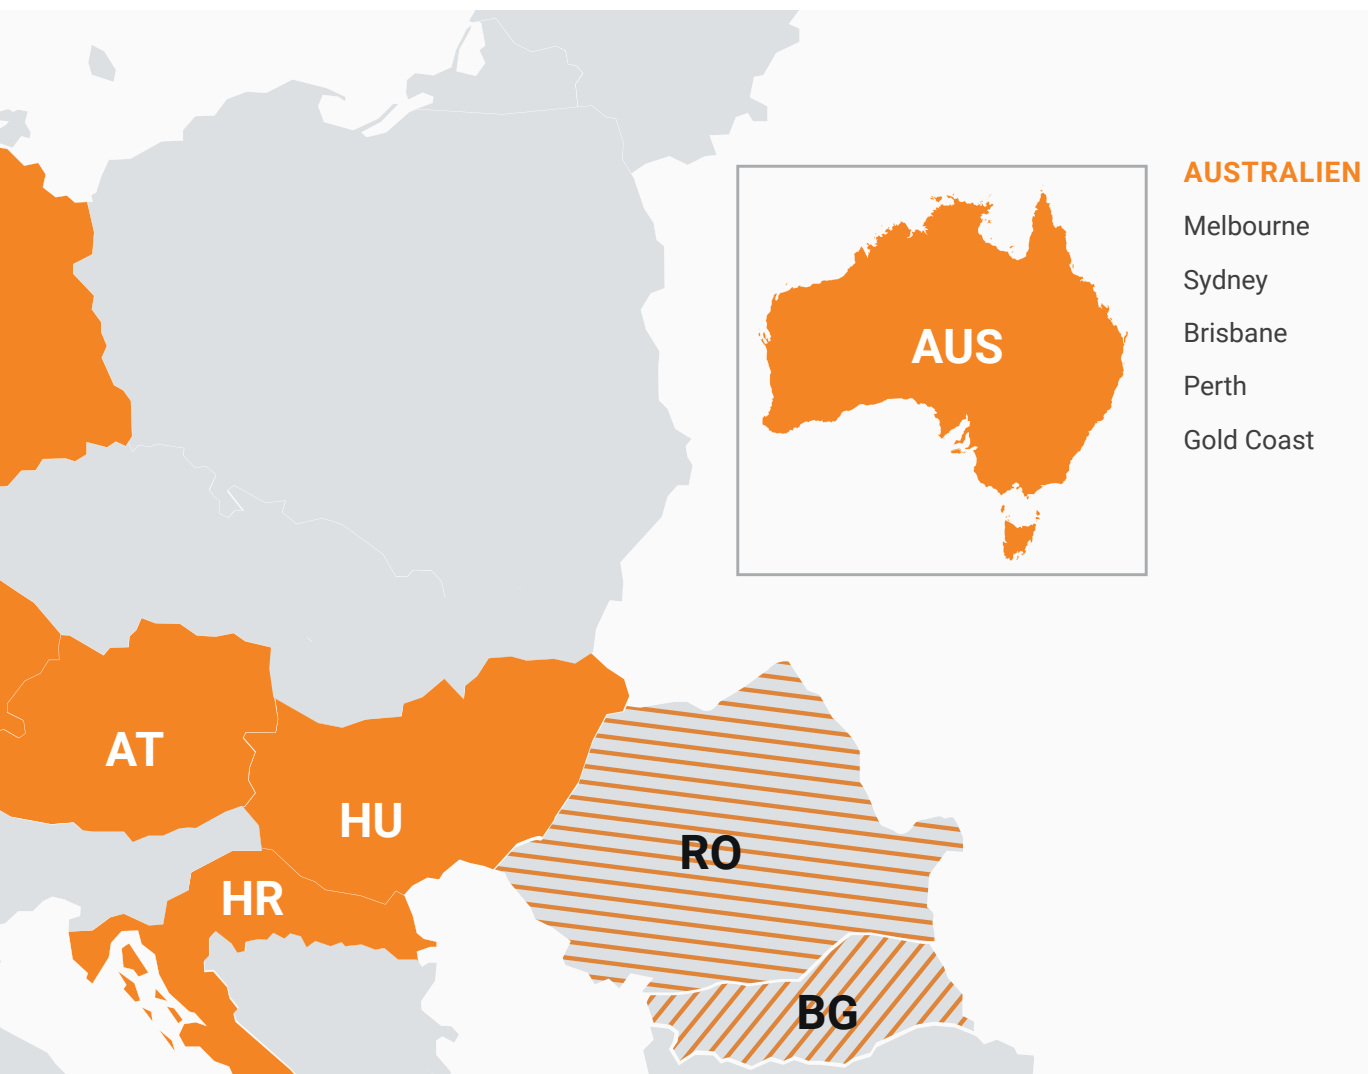 AUSTRALIEN
Melbourne
Sydney
Brisbane
Perth
Gold Coast
AUS
AT
HU
RO
HR
BG